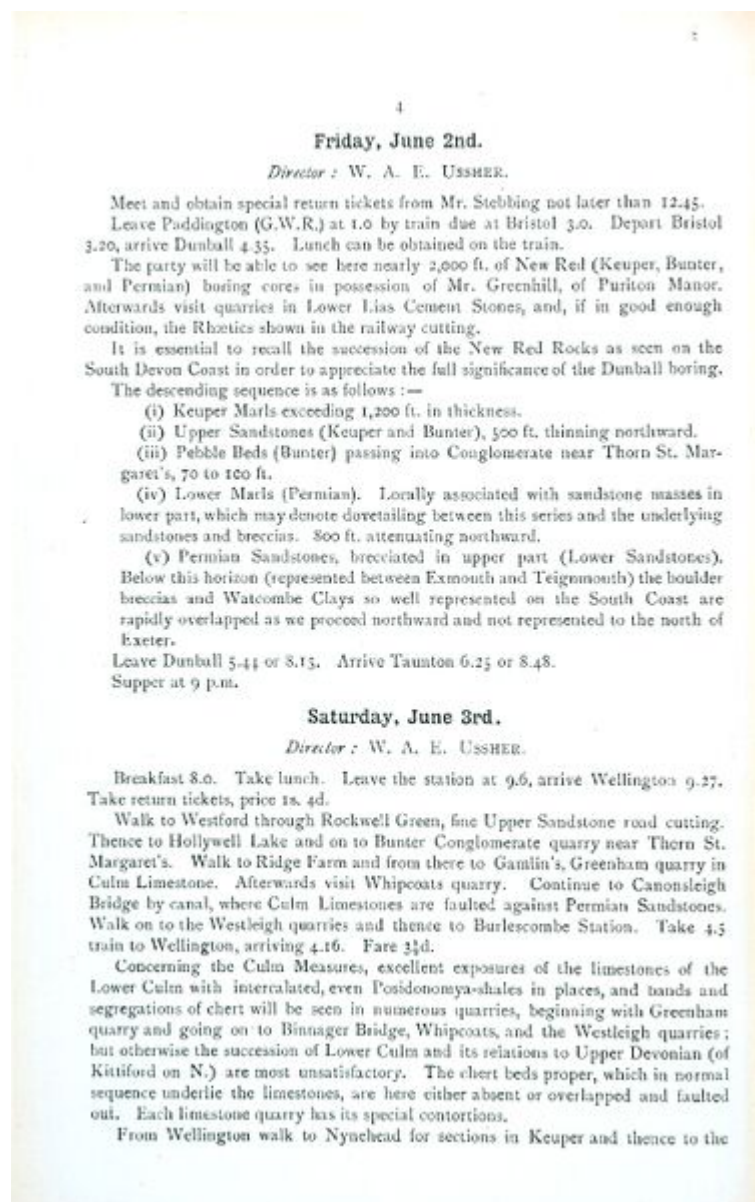 4
Friday, June 2nd.
Director : W. A. E. USSHER.
Meet and obtain special return tickets from Mr. Stebbing not later than 12.45.
Leave Paddington (G.W.R.) at 1.0 by train due at Bristol 3.0. Depart Bristol
3.20, arrive Dunball 4.35. Lunch can be obtained on the train.
The party will be able to see here nearly 2,000 ft. of New Red (Keuper, Bunter,
and Permian) boring cores in possession of Mr. Greenhill, of Puriton Manor.
Afterwards visit quarries in Lower Lias Cement Stones, and, if in good enough
condition, the Rhætics shown in the railway cutting.
It is essential to recall the succession of the New Red Rocks as seen on the
South Devon Coast in order to appreciate the full significance of the Dunball boring.
The descending sequence is as follows :—
(i) Keuper Marls exceeding 1,200 ft. in thickness.
(ii) Upper Sandstones (Keuper and Bunter), 500 ft. thinning northward.
(iii) Pebble Beds (Bunter) passing into Conglomerate near Thorn St. Mar-
garet's, 70 to 100 ft.
(iv) Lower Marls (Permian). Locally associated with sandstone masses in
lower part, which may denote dovetailing between this series and the underlying
sandstones and breccias. 800 ft. attenuating northward.
(v) Permian Sandstones, brecciated in upper part (Lower Sandstones).
Below this horizon (represented between Exmouth and Teignmouth) the boulder
breccias and Watcombe Clays so well represented on the South Coast are
rapidly overlapped as we proceed northward and not represented to the north of
Exeter.
Leave Dunball 5.44 or 8.15. Arrive Taunton 6.25 or 8.48.
Supper at 9 p.m.
Saturday, June 3rd.
Director : W. A. E. USSHER.
Breakfast 8.0. Take lunch. Leave the station at 9.6, arrive Wellington 9.27.
Take return tickets, price 1s. 4d.
Walk to Westford through Rockwell Green, fine Upper Sandstone road cutting.
Thence to Hollywell Lake and on to Bunter Conglomerate quarry near Thorn St.
Margaret's. Walk to Ridge Farm and from there to Gamlin's, Greenham quarry in
Culm Limestone. Afterwards visit Whipcoats quarry. Continue to Canonsleigh
Bridge by canal, where Culm Limestones are faulted against Permian Sandstones.
Walk on to the Westleigh quarries and thence to Burlescombe Station. Take 4.5
train to Wellington, arriving 4.16. Fare
Concerning the Culm Measures, excellent exposures of the limestones of the
Lower Culm with intercalated, even Posidonomya-shales in places, and bands and
segregations of chert will be seen in numerous quarries, beginning with Greenham
quarry and going on to Binnager Bridge, Whipcoats, and the Westleigh quarries ;
but otherwise the succession of Lower Culm and its relations to Upper Devonian (of
Kittiford on N.) are most unsatisfactory. The chert beds proper, which in normal
sequence underlie the limestones, are here either absent or overlapped and faulted
out. Each limestone quarry has its special contortions.
From Wellington walk to Nynehead for sections in Keuper and thence to the